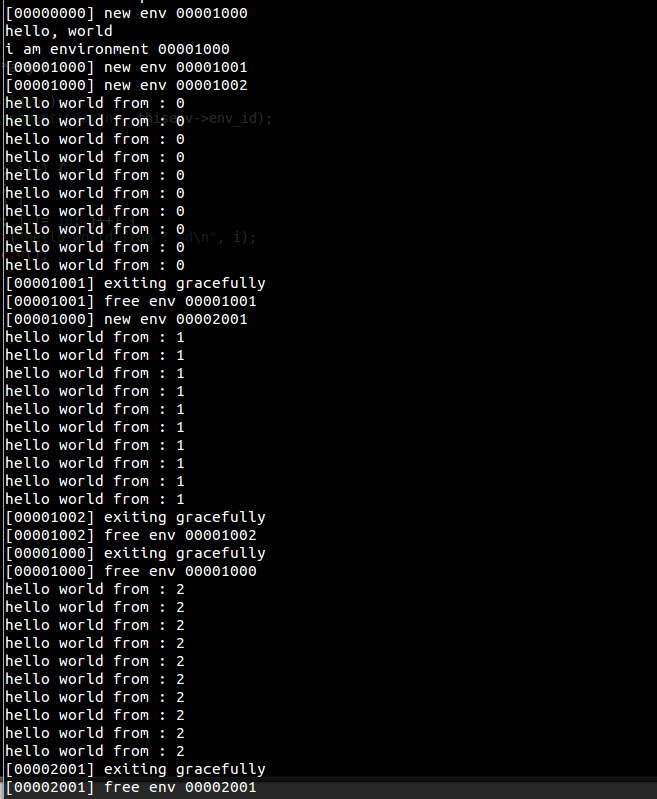 [00000000] new env 00001000
hello, world
i am environment 00001000
[00001000] new env 00001001
[00001000] new env 00001002
hello world from : 0
hello world from : 0
thisenv->env_id);
hello world from : 0
hello world from : 0
hello world from : 0
hello world from : 0
hello world from : 0
hello world from : 0
\n", i);
hello world from : 0
hello world from : 0
[00001001] exiting gracefully
[00001001] free env 00001001
[00001000] new env 00002001
hello world from : 1
hello world from : 1
hello world from : 1
hello world from : 1
hello world from : 1
hello world from : 1
hello world from : 1
hello world from : 1
hello world from : 1
hello world from : 1
[00001002] exiting gracefully
[00001002] free env 00001002
[00001000] exiting gracefully
[00001000] free env 00001000
hello world from : 2
hello world from : 2
hello world from : 2
hello world from : 2
hello world from : 2
hello world from : 2
hello world from : 2
hello world from : 2
hello world from : 2
hello world from : 2
[00002001] exiting gracefully
[00002001] free env 00002001